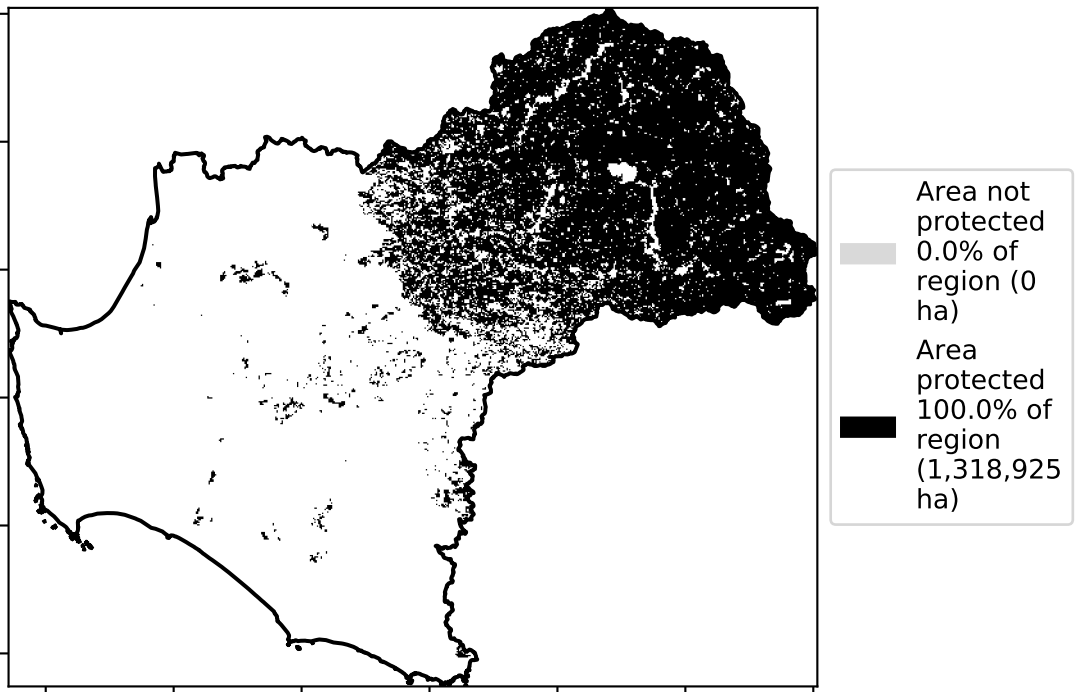 Area not
protected
0.0% of
region (0
ha)
Area
protected
100.0% of
region
(1,318,925
ha)